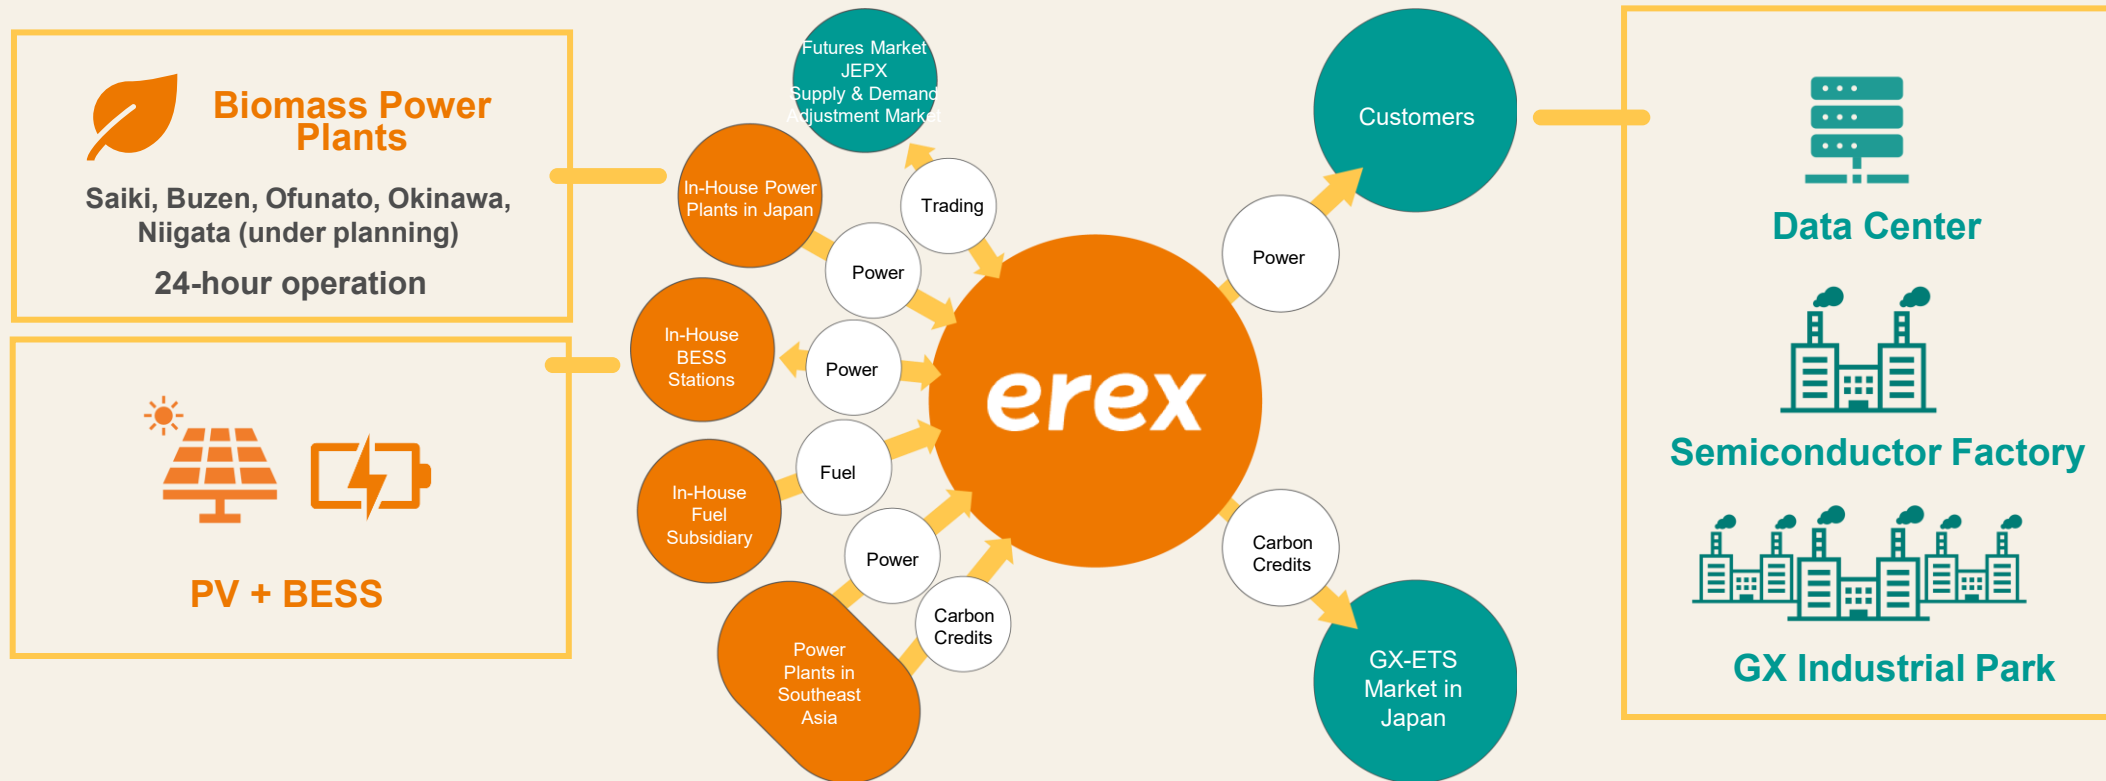 Biomass Power
Plants
Saiki, Buzen, Ofunato, Okinawa,
Niigata (under planning)
24-hour operation
PV + BESS
Futures Market
JEPX
Supply & Demand
Adjustment Market
In-House Power
Plants in Japan
In-House
BESS
Stations
In-House
Fuel
Subsidiary
Power
Plants in
Southeast
Asia
Trading
Power
Power
Fuel
Power
Carbon
Credits
erex
Power
Carbon
Credits
Customers
GX-ETS
Market in
Japan
Data Center
Semiconductor Factory
GX Industrial Park